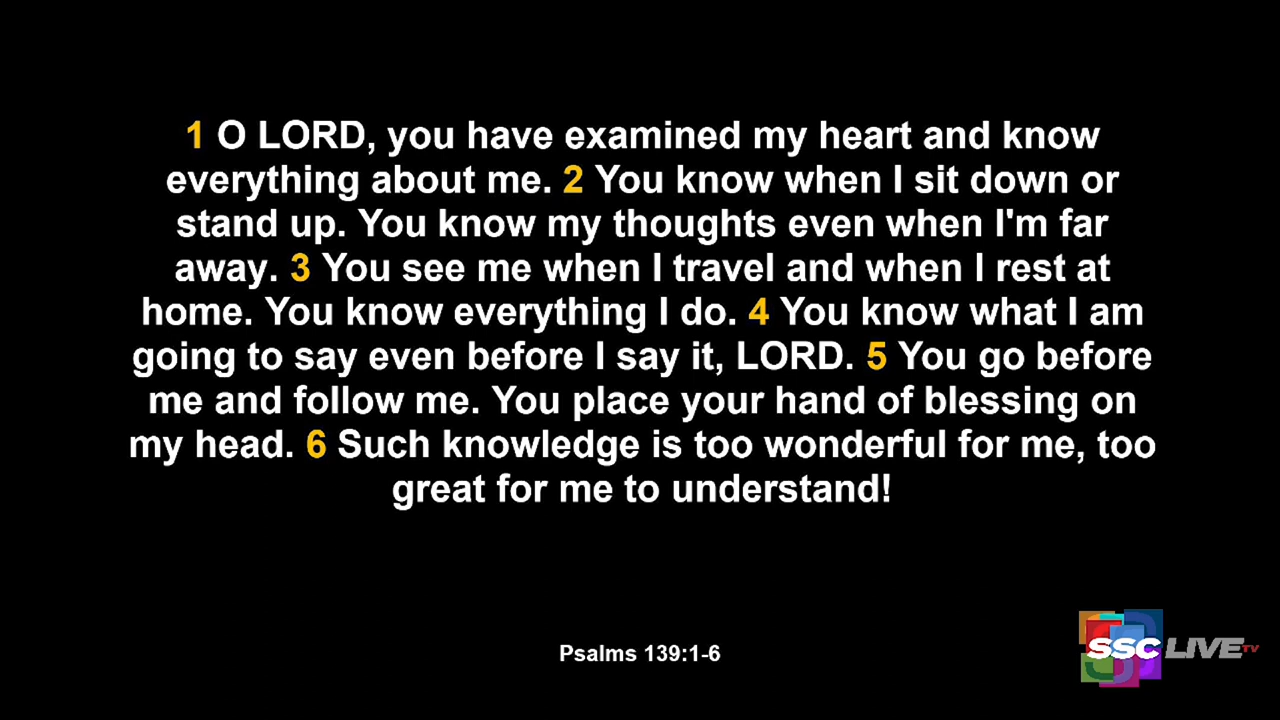 1 O LORD, you have examined my heart and know
everything about me. 2 You know when I sit down or
stand up. You know my thoughts even when I'm far
away. 3 You see me when I travel and when I rest at
home. You know everything I do. 4 You know what I am
going to say even before I say it, LORD. 5 You go before
me and follow me. You place your hand of blessing on
my head. 6 Such knowledge is too wonderful for me, too
great for me to understand!
Psalms 139:1-6
SSC LIVE TV